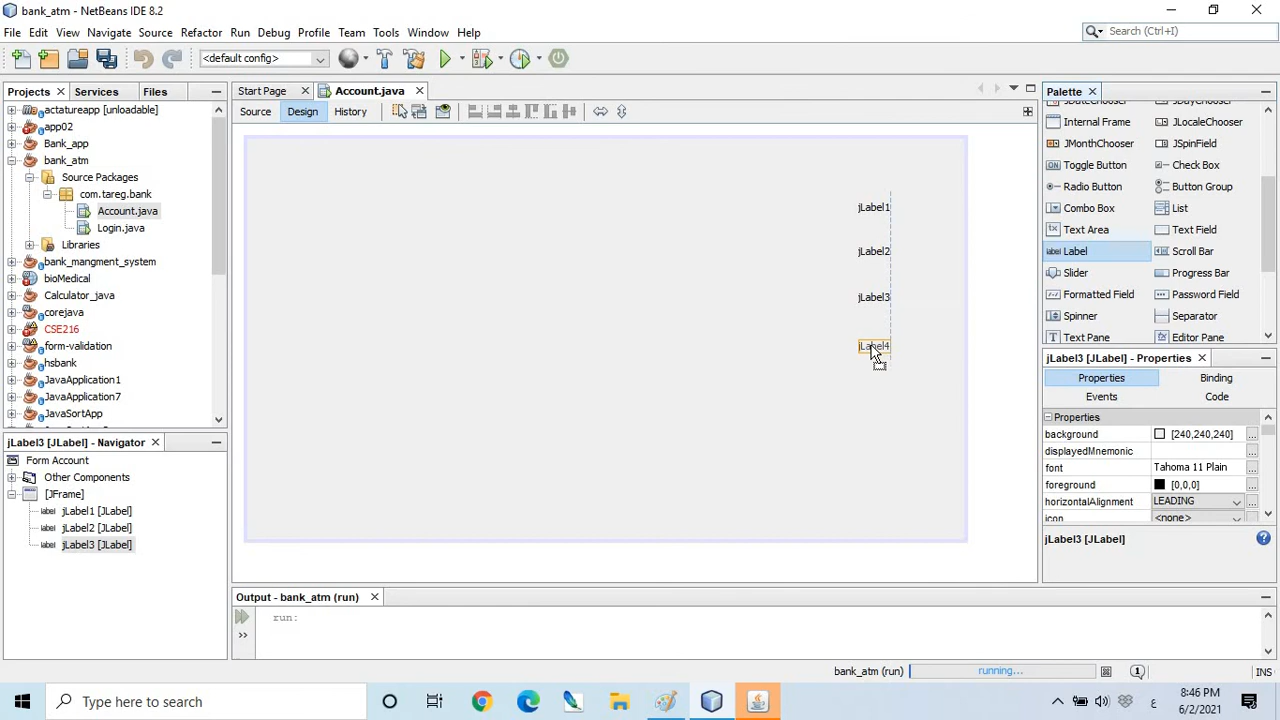 bank_atm - NetBeans IDE 8.2
File Edit View Navigate Source Refactor Run Debug Profile Team Tools Window Help
Search (Ctrl+I)
<default config>
Projects Services Files
actatureapp [unloadable]
app02
Bank_app
bank_atm
Source Packages
com.tareg.bank
Account.java
Login.java
Libraries
bank_mangment_system
bioMedical
Calculator_java
corejava
CSE216
form-validation
hsbank
JavaApplication1
JavaApplication7
JavaSortApp
jLabel3 [JLabel] - Navigator
Form Account
Other Components
[JFrame]
label jLabel1 [JLabel]
label jLabel2 [JLabel]
label jLabel3 [JLabel]
Start Page Account.java
Source Design History
jLabel1
jLabel2
jLabel3
jLabel4
Output - bank_atm (run)
run:
Palette
JDateChooser JDayChooser
Internal Frame JLocaleChooser
JMonthChooser JSpinField
Toggle Button Check Box
Radio Button Button Group
Combo Box List
Text Area Text Field
label Label Scroll Bar
Slider Progress Bar
Formatted Field Password Field
Spinner Separator
Text Pane Editor Pane
jLabel3 [JLabel] - Properties
Properties Binding
Events Code
Properties
background [240,240,240] ...
displayedMnemonic ...
font Tahoma 11 Plain ...
foreground [0,0,0] ...
horizontalAlignment LEADING ...
icon <none> ...
jLabel3 [JLabel]
bank_atm (run) running... 1 INS
Type here to search
ع 8:46 PM
6/2/2021